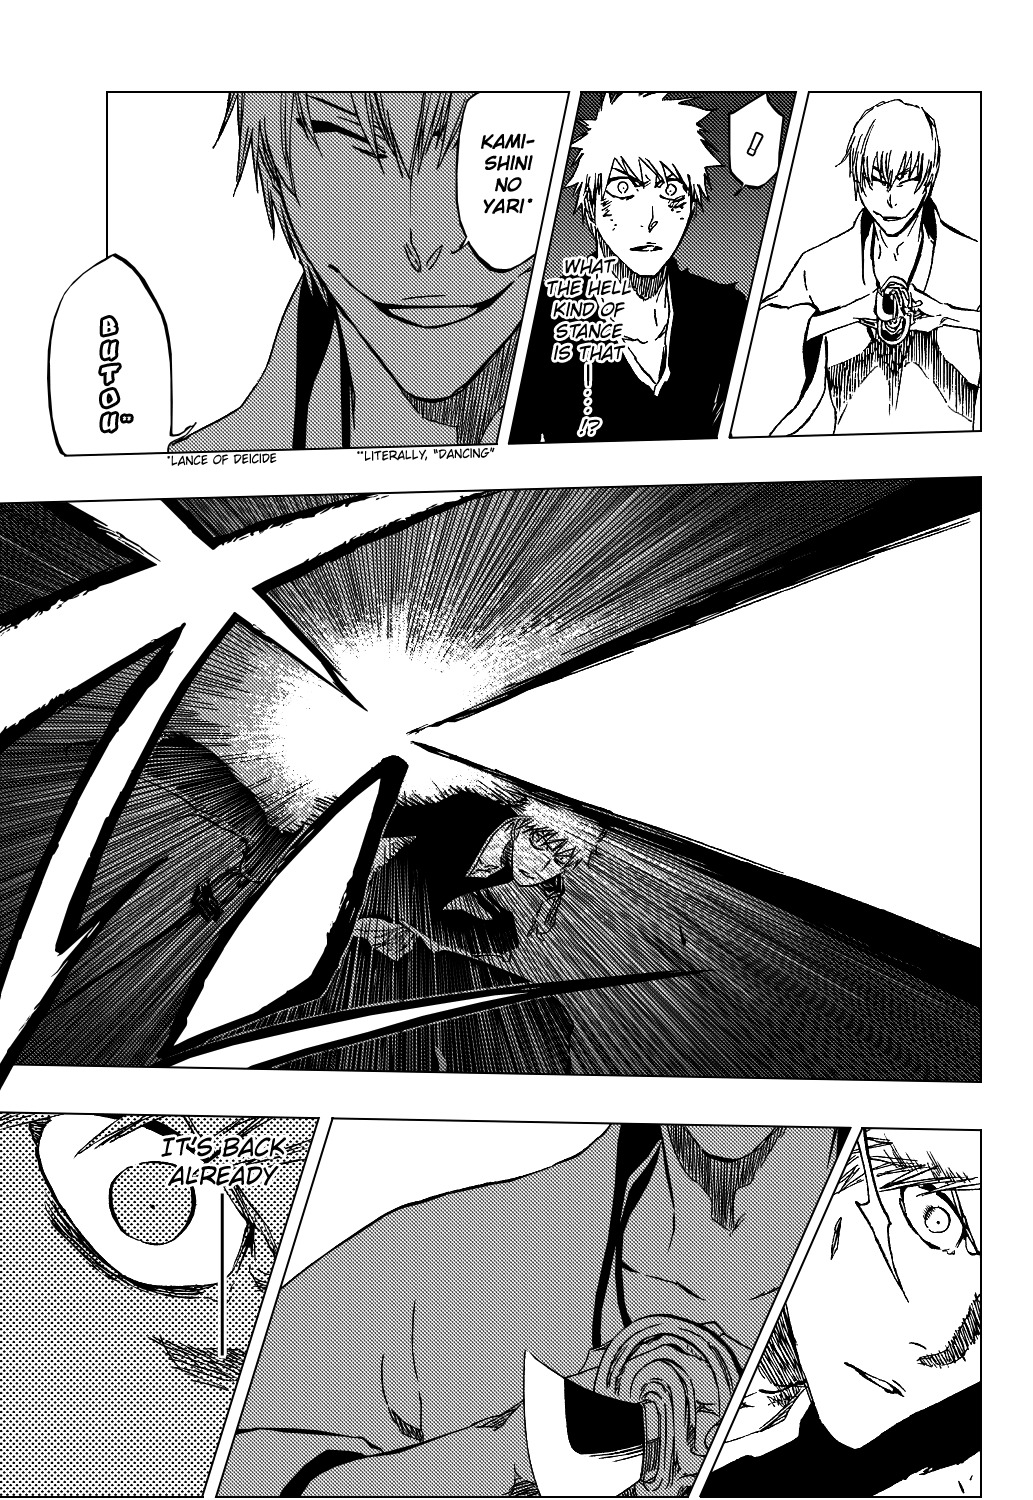 !
WHAT
THE HELL
KIND OF
STANCE
IS THAT
—...…!?
KAMI-
SHINI
NO
YARI*
BUTOU**
*LANCE OF DEICIDE
**LITERALLY, "DANCING"
IT'S BACK
ALREADY—